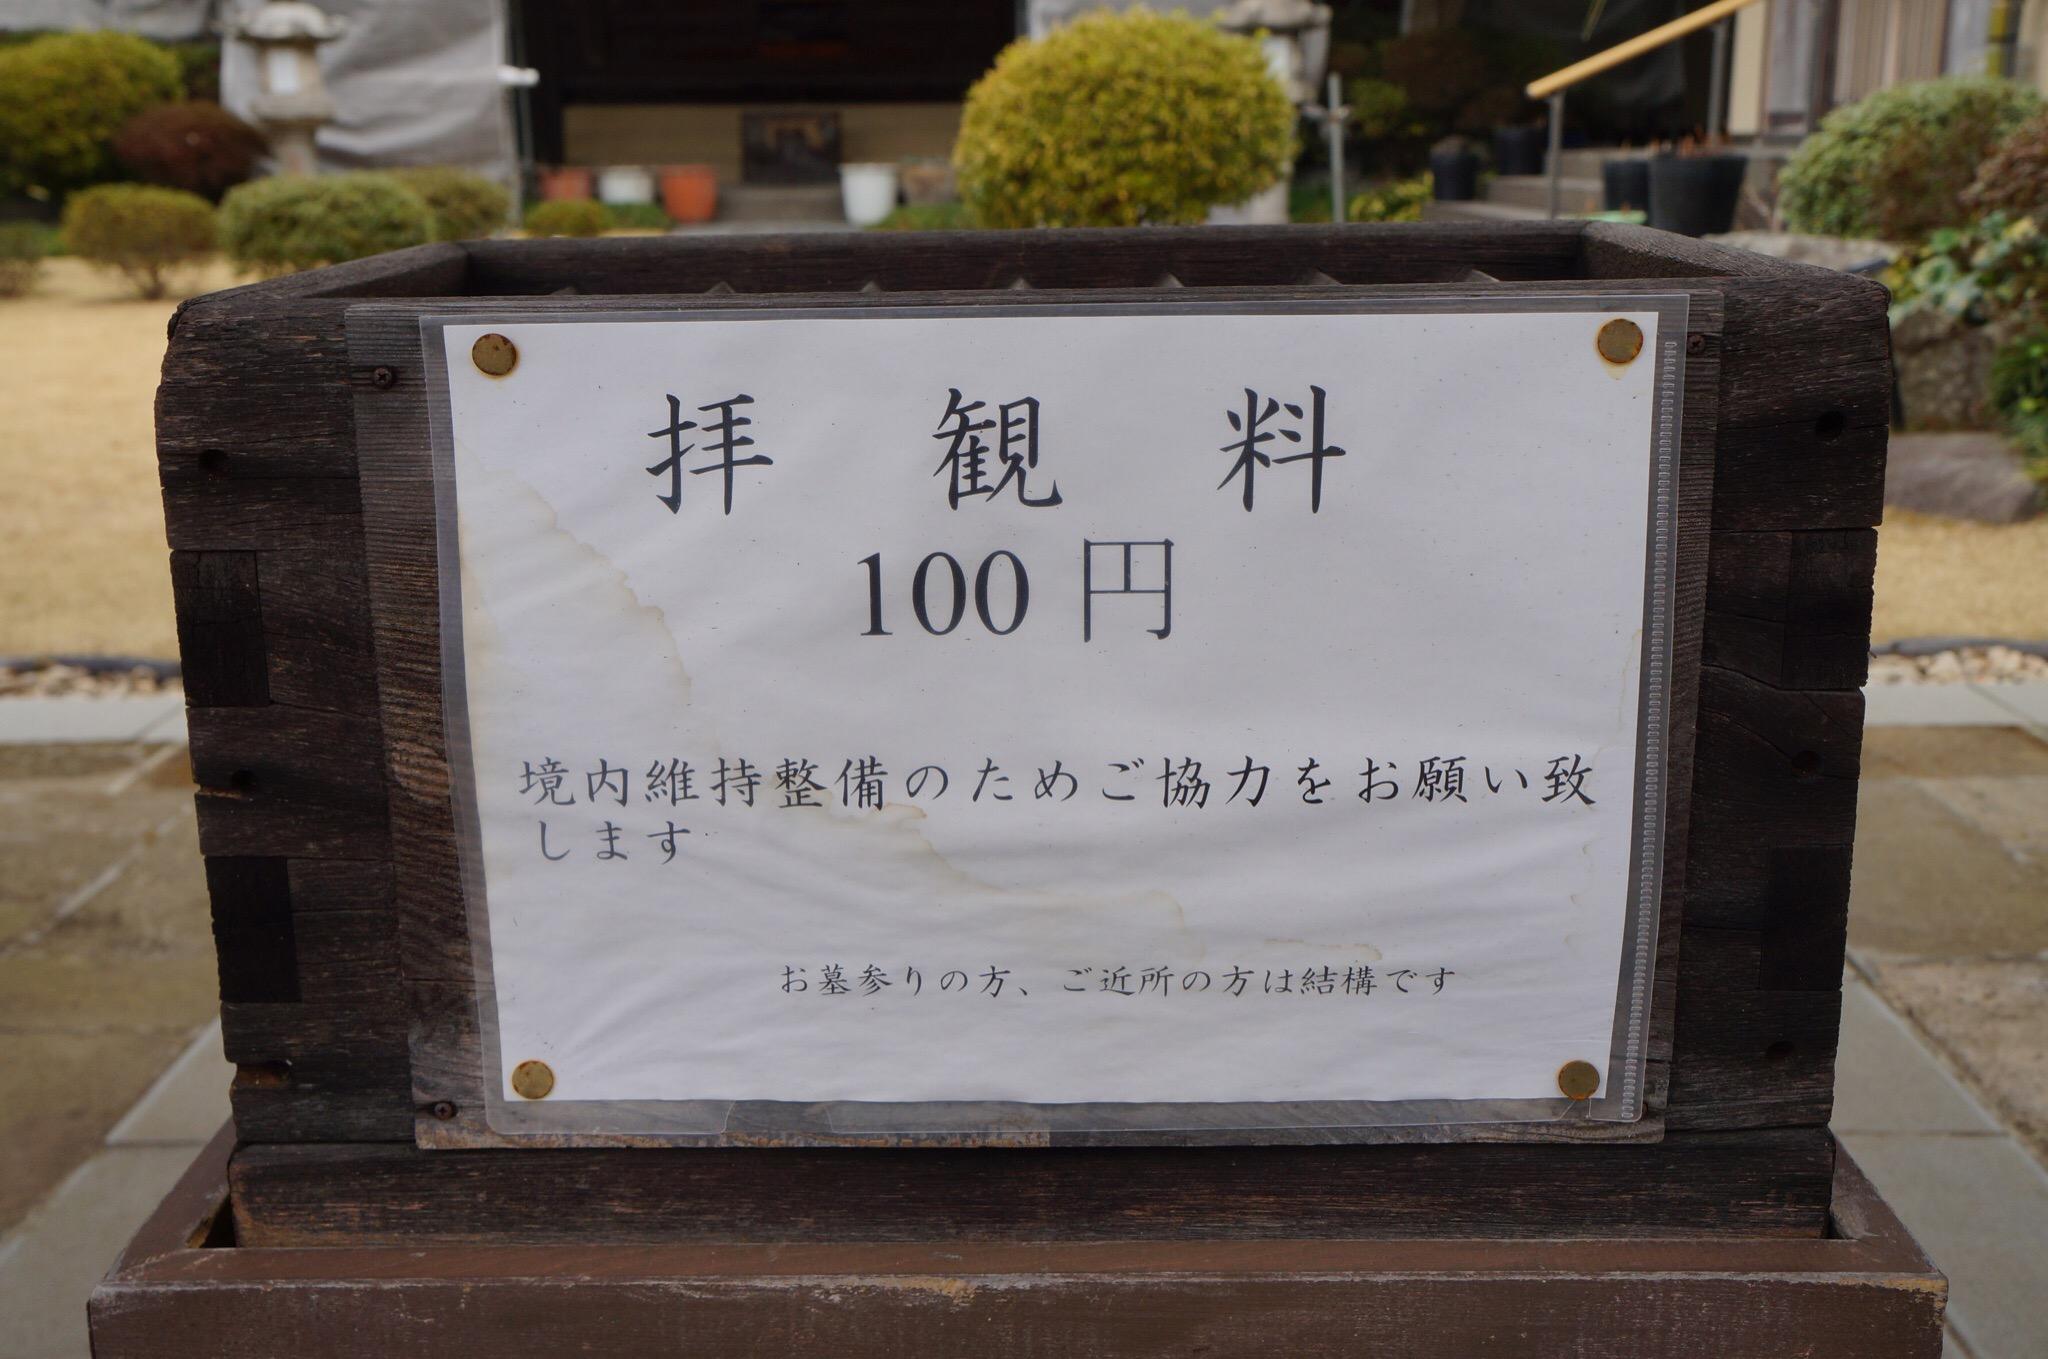 拝観料
100円
境内維持整備のためご協力をお願い致
します
お墓参りの方、ご近所の方は結構です